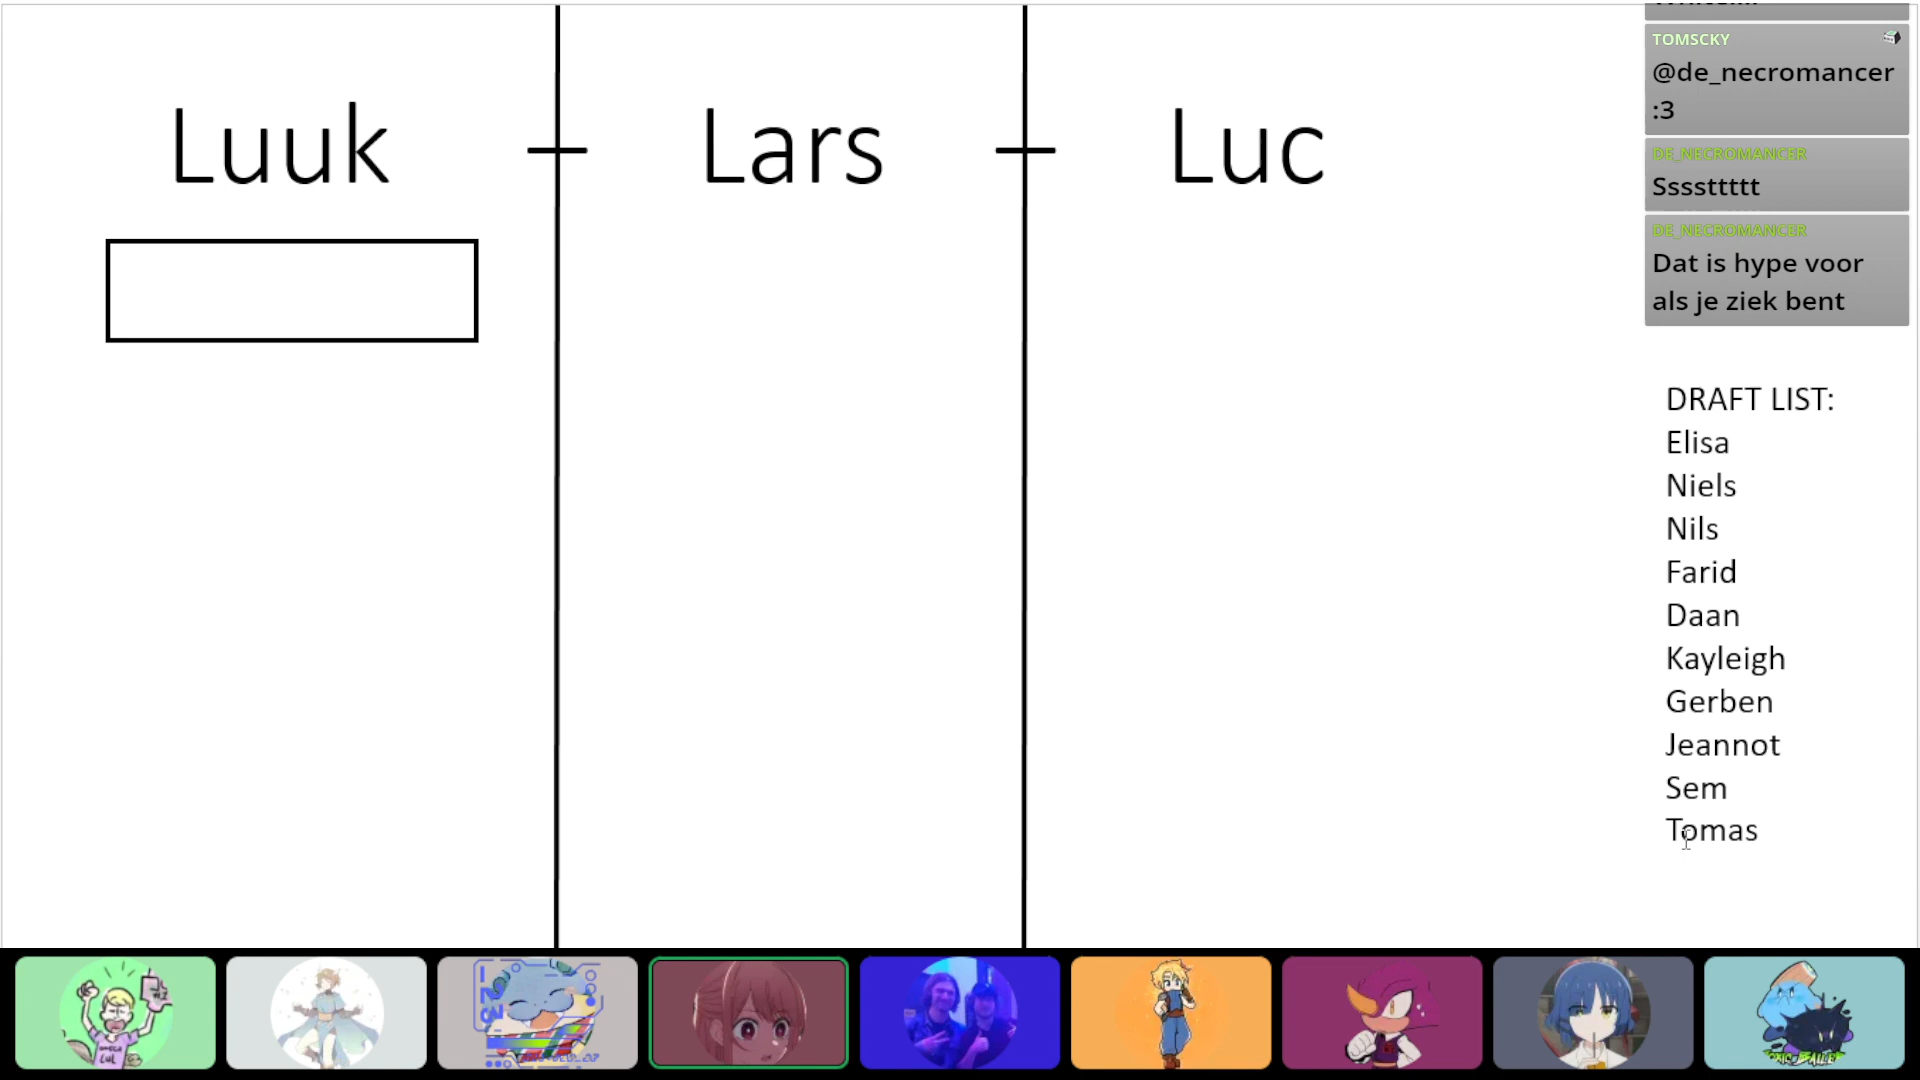 Luuk
Lars
Luc
TOMSCKY
@de_necromancer
:3
DE_NECROMANCER
Sssstttttt
DE_NECROMANCER
Dat is hype voor
als je ziek bent
DRAFT LIST:
Elisa
Niels
Nils
Farid
Daan
Kayleigh
Gerben
Jeannot
Sem
Tomas